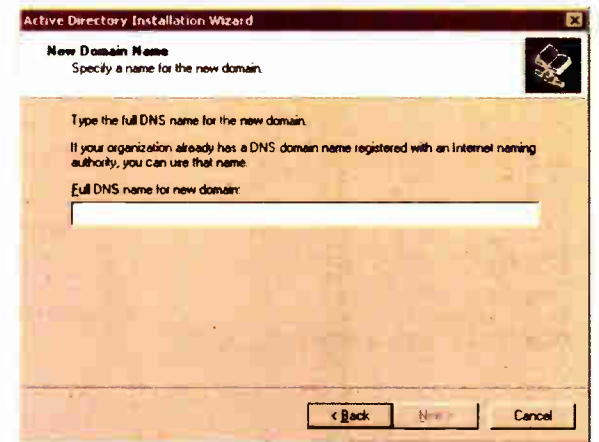 Active Directory Installation Wizard
New Domain Name
Specify a name for the new domain.
Type the full DNS name for the new domain.
If your organization already has a DNS domain name registered with an Internet naming
authority, you can use that name.
Full DNS name for new domain:
< Back Next > Cancel